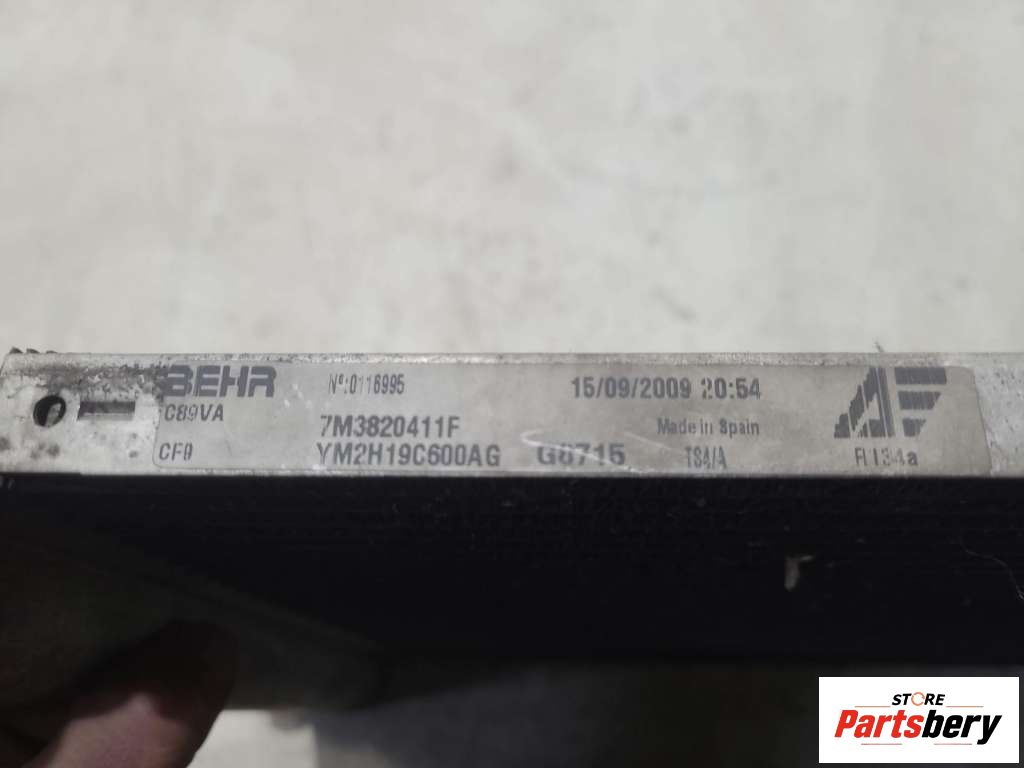 BEHR Nº:0116995 15/09/2009 20:54
C89VA 7M3820411F Made in Spain
CF0 YM2H19C600AG G8715 TS4/A R134a
STORE
Partsbery